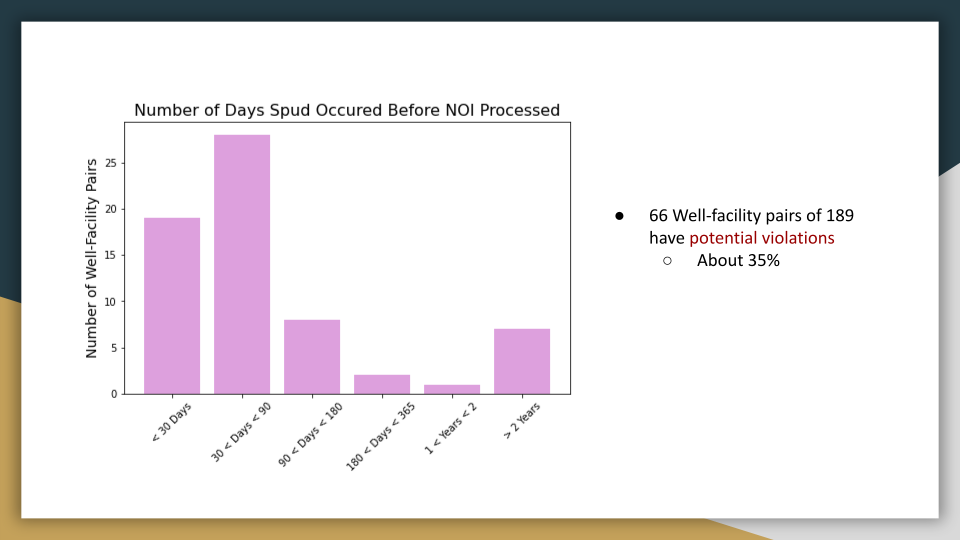 Number of Days Spud Occured Before NOI Processed
Number of Well-Facility Pairs
25
20
15
10
5
0
< 30 Days
30 < Days < 90
90 < Days < 180
180 < Days < 365
1 < Years < 2
> 2 Years
● 66 Well-facility pairs of 189
have potential violations
○ About 35%